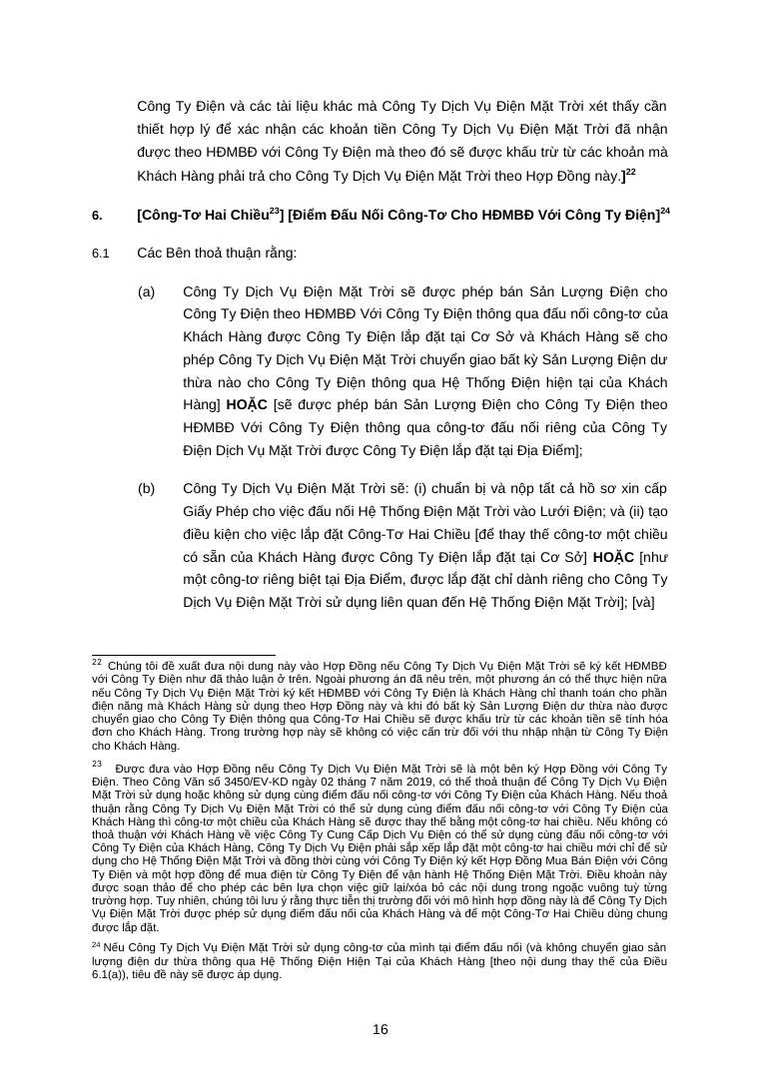 Công Ty Điện và các tài liệu khác mà Công Ty Dịch Vụ Điện Mặt Trời xét thấy cần
thiết hợp lý để xác nhận các khoản tiền Công Ty Dịch Vụ Điện Mặt Trời đã nhận
được theo HĐMBĐ với Công Ty Điện mà theo đó sẽ được khấu trừ từ các khoản mà
Khách Hàng phải trả cho Công Ty Dịch Vụ Điện Mặt Trời theo Hợp Đồng này.]22
6. [Công-Tơ Hai Chiều23] [Điểm Đấu Nối Công-Tơ Cho HĐMBĐ Với Công Ty Điện]24
6.1 Các Bên thoả thuận rằng:
(a) Công Ty Dịch Vụ Điện Mặt Trời sẽ được phép bán Sản Lượng Điện cho
Công Ty Điện theo HĐMBĐ Với Công Ty Điện thông qua đấu nối công-tơ của
Khách Hàng được Công Ty Điện lắp đặt tại Cơ Sở và Khách Hàng sẽ cho
phép Công Ty Dịch Vụ Điện Mặt Trời chuyển giao bất kỳ Sản Lượng Điện dư
thừa nào cho Công Ty Điện thông qua Hệ Thống Điện hiện tại của Khách
Hàng] HOẶC [sẽ được phép bán Sản Lượng Điện cho Công Ty Điện theo
HĐMBĐ Với Công Ty Điện thông qua công-tơ đấu nối riêng của Công Ty
Điện Dịch Vụ Mặt Trời được Công Ty Điện lắp đặt tại Địa Điểm];
(b) Công Ty Dịch Vụ Điện Mặt Trời sẽ: (i) chuẩn bị và nộp tất cả hồ sơ xin cấp
Giấy Phép cho việc đấu nối Hệ Thống Điện Mặt Trời vào Lưới Điện; và (ii) tạo
điều kiện cho việc lắp đặt Công-Tơ Hai Chiều [để thay thế công-tơ một chiều
có sẵn của Khách Hàng được Công Ty Điện lắp đặt tại Cơ Sở] HOẶC [như
một công-tơ riêng biệt tại Địa Điểm, được lắp đặt chỉ dành riêng cho Công Ty
Dịch Vụ Điện Mặt Trời sử dụng liên quan đến Hệ Thống Điện Mặt Trời]; [và]
22 Chúng tôi đề xuất đưa nội dung này vào Hợp Đồng nếu Công Ty Dịch Vụ Điện Mặt Trời sẽ ký kết HĐMBĐ
với Công Ty Điện như đã thảo luận ở trên. Ngoài phương án đã nêu trên, một phương án có thể thực hiện nữa
nếu Công Ty Dịch Vụ Điện Mặt Trời ký kết HĐMBĐ với Công Ty Điện là Khách Hàng chỉ thanh toán cho phần
điện năng mà Khách Hàng sử dụng theo Hợp Đồng này và khi đó bất kỳ Sản Lượng Điện dư thừa nào được
chuyển giao cho Công Ty Điện thông qua Công-Tơ Hai Chiều sẽ được khấu trừ từ các khoản tiền sẽ tính hóa
đơn cho Khách Hàng. Trong trường hợp này sẽ không có việc cấn trừ đối với thu nhập nhận từ Công Ty Điện
cho Khách Hàng.
23 Được đưa vào Hợp Đồng nếu Công Ty Dịch Vụ Điện Mặt Trời sẽ là một bên ký Hợp Đồng với Công Ty
Điện. Theo Công Văn số 3450/EV-KD ngày 02 tháng 7 năm 2019, có thể thoả thuận để Công Ty Dịch Vụ Điện
Mặt Trời sử dụng hoặc không sử dụng cùng điểm đấu nối công-tơ với Công Ty Điện của Khách Hàng. Nếu thoả
thuận rằng Công Ty Dịch Vụ Điện Mặt Trời có thể sử dụng cùng điểm đấu nối công-tơ với Công Ty Điện của
Khách Hàng thì công-tơ một chiều của Khách Hàng sẽ được thay thế bằng một công-tơ hai chiều. Nếu không có
thoả thuận với Khách Hàng về việc Công Ty Cung Cấp Dịch Vụ Điện có thể sử dụng cùng đấu nối công-tơ với
Công Ty Điện của Khách Hàng, Công Ty Dịch Vụ Điện phải sắp xếp lắp đặt một công-tơ hai chiều mới chỉ để sử
dụng cho Hệ Thống Điện Mặt Trời và đồng thời cùng với Công Ty Điện ký kết Hợp Đồng Mua Bán Điện với Công
Ty Điện và một hợp đồng để mua điện từ Công Ty Điện để vận hành Hệ Thống Điện Mặt Trời. Điều khoản này
được soạn thảo để cho phép các bên lựa chọn việc giữ lại/xóa bỏ các nội dung trong ngoặc vuông tuỳ từng
trường hợp. Tuy nhiên, chúng tôi lưu ý rằng thực tiễn thị trường đối với mô hình hợp đồng này là để Công Ty Dịch
Vụ Điện Mặt Trời được phép sử dụng điểm đấu nối của Khách Hàng và để một Công-Tơ Hai Chiều dùng chung
được lắp đặt.
24 Nếu Công Ty Dịch Vụ Điện Mặt Trời sử dụng công-tơ của mình tại điểm đấu nối (và không chuyển giao sản
lượng điện dư thừa thông qua Hệ Thống Điện Hiện Tại của Khách Hàng [theo nội dung thay thế của Điều
6.1(a)), tiêu đề này sẽ được áp dụng.
16